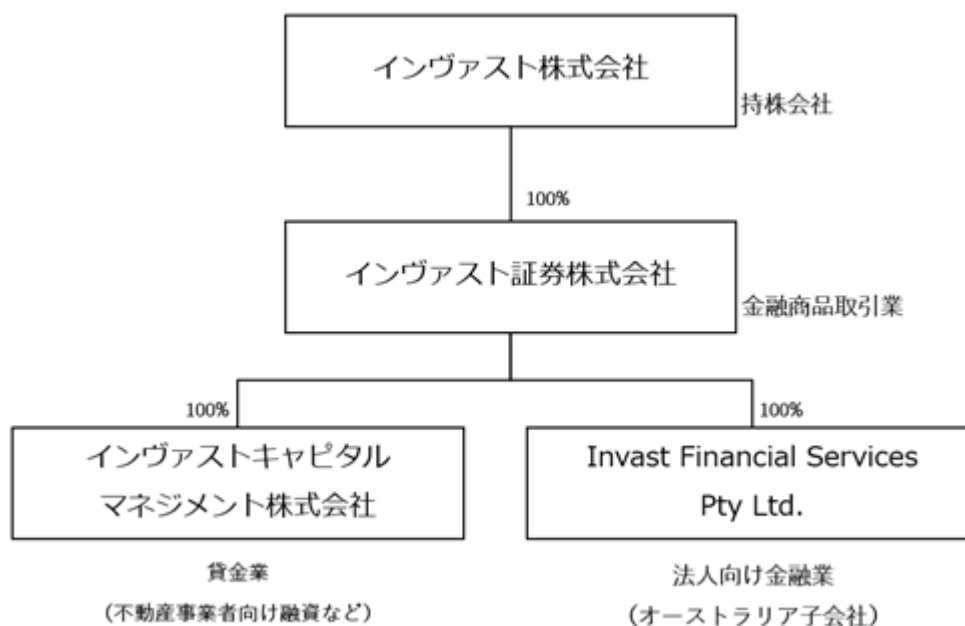 インヴァスト株式会社
持株会社
100%
インヴァスト証券株式会社
金融商品取引業
100%
100%
インヴァストキャピタル
マネジメント株式会社
Invast Financial Services
Pty Ltd.
貸金業
(不動産事業者向け融資など)
法人向け金融業
(オーストラリア子会社)